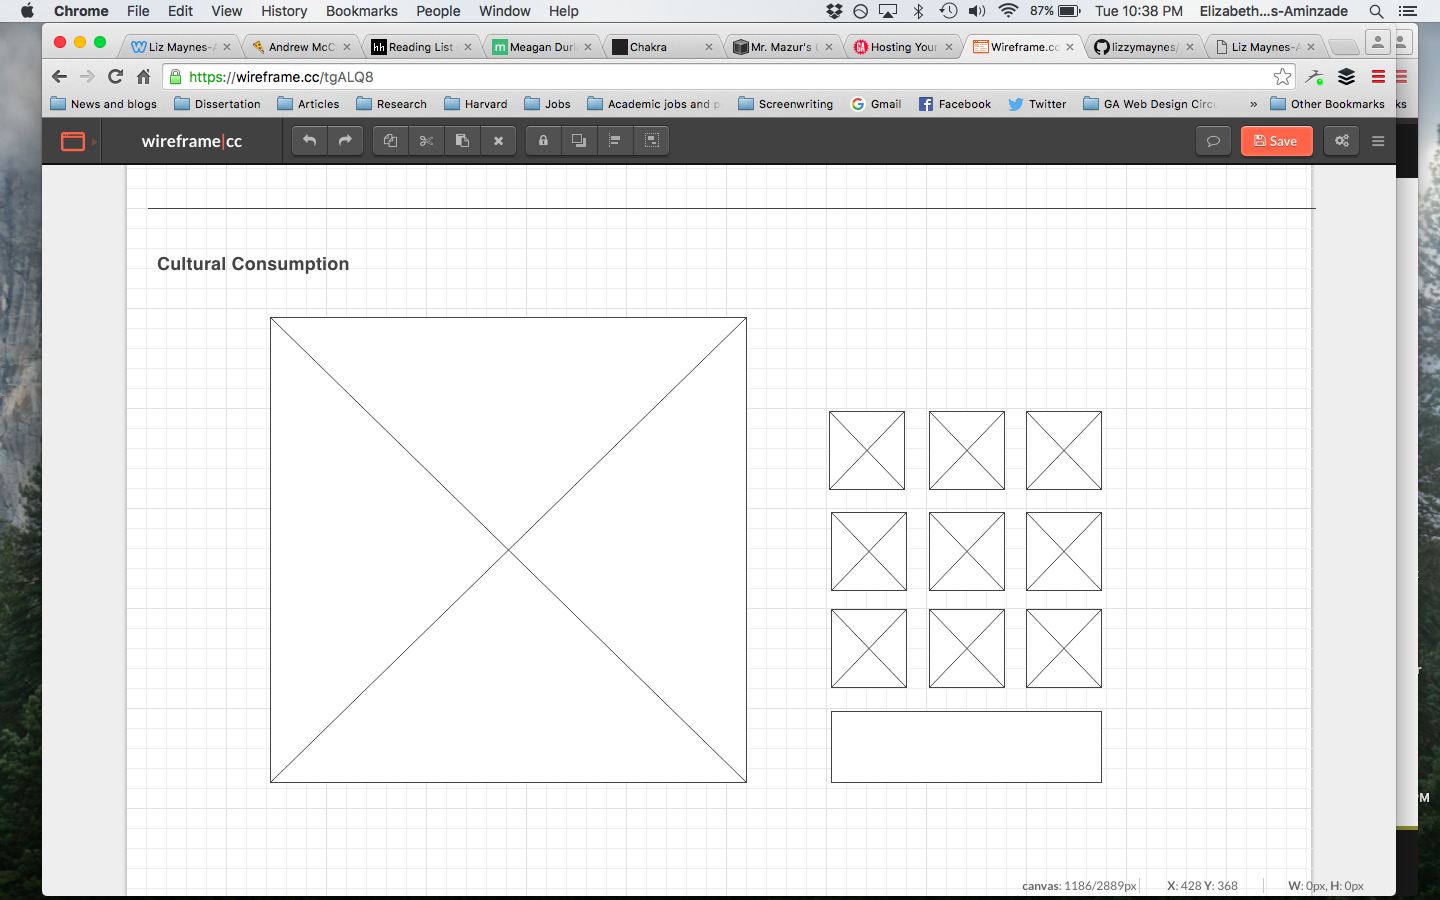 Chrome File Edit View History Bookmarks People Window Help 87% Tue 10:38 PM Elizabeth...s-Aminzade
Liz Maynes-A Andrew McC Reading List Meagan Durl Chakra Mr. Mazur's Hosting Your Wireframe.cc lizzymaynes/ Liz Maynes-A
https://wireframe.cc/tgALQ8
News and blogs Dissertation Articles Research Harvard Jobs Academic jobs and p Screenwriting Gmail Facebook Twitter GA Web Design Circu » Other Bookmarks ks
wireframe|cc Save
Cultural Consumption
PM
canvas: 1186/2889px X: 428 Y: 368 W: 0px, H: 0px